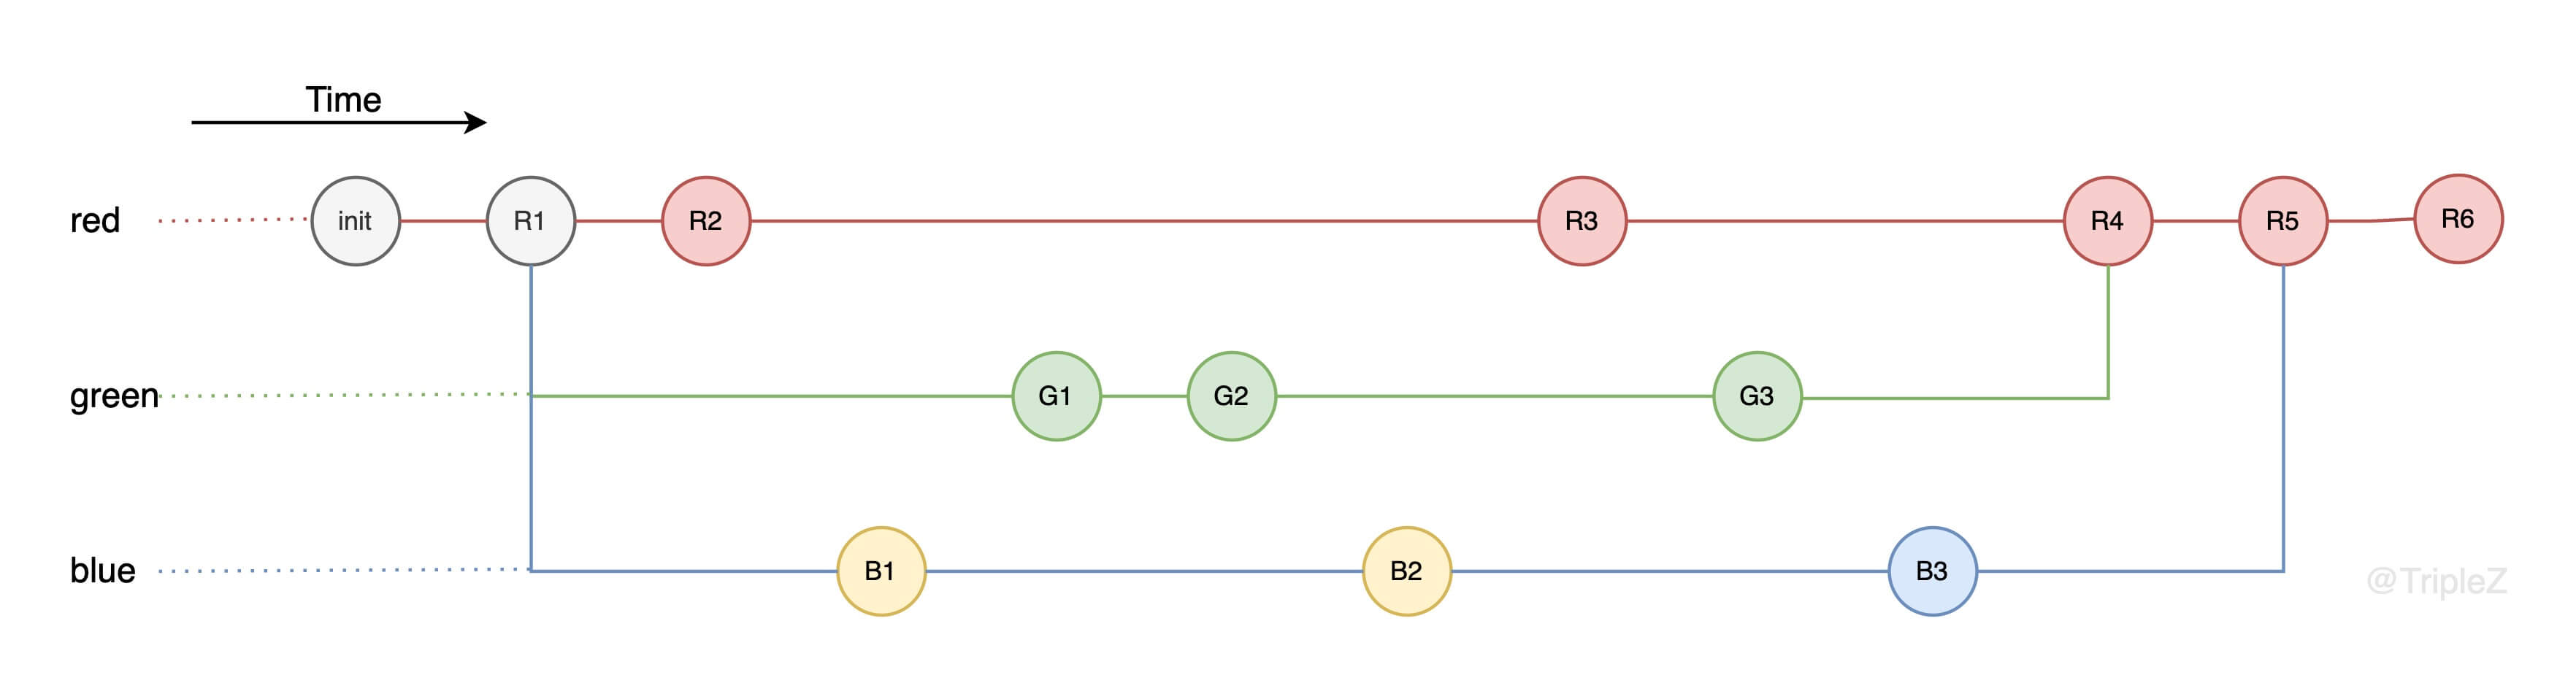 Time
red init R1 R2 R3 R4 R5 R6
green G1 G2 G3
blue B1 B2 B3
@TripleZ